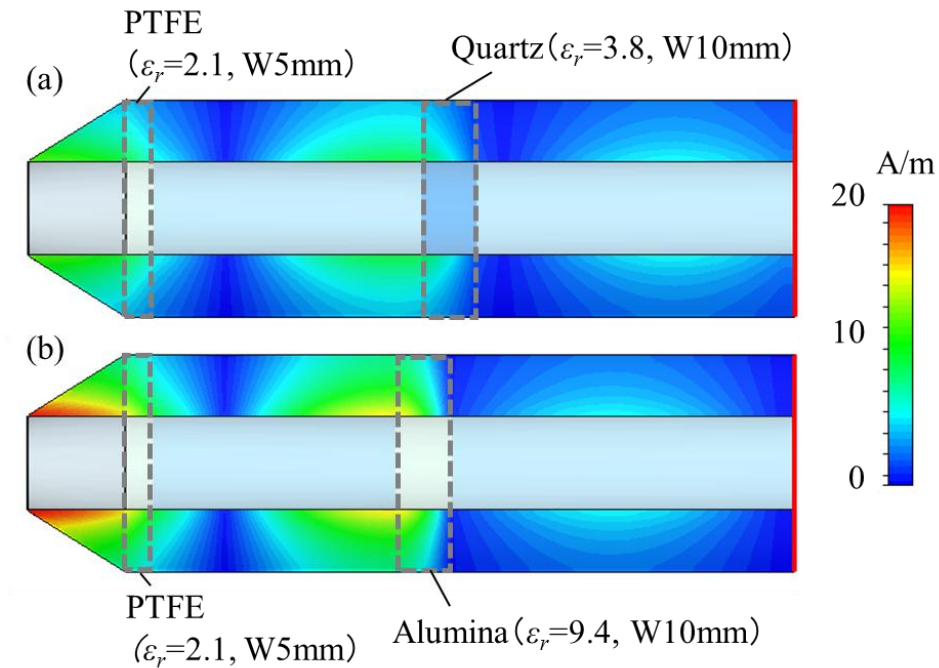 PTFE
(εr=2.1, W5mm)
Quartz(εr=3.8, W10mm)
(a)
A/m
20
10
0
(b)
PTFE
(εr=2.1, W5mm)
Alumina(εr=9.4, W10mm)